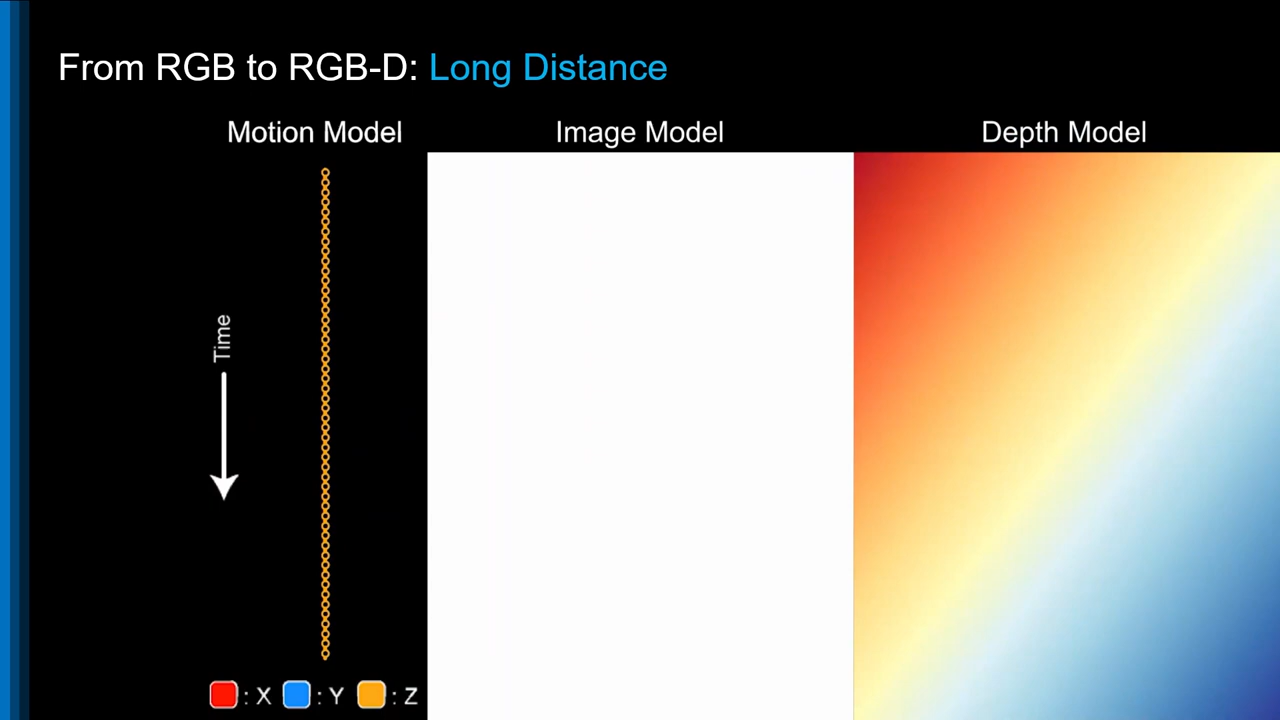 From RGB to RGB-D: Long Distance
Motion Model
Image Model
Depth Model
Time
: X : Y : Z